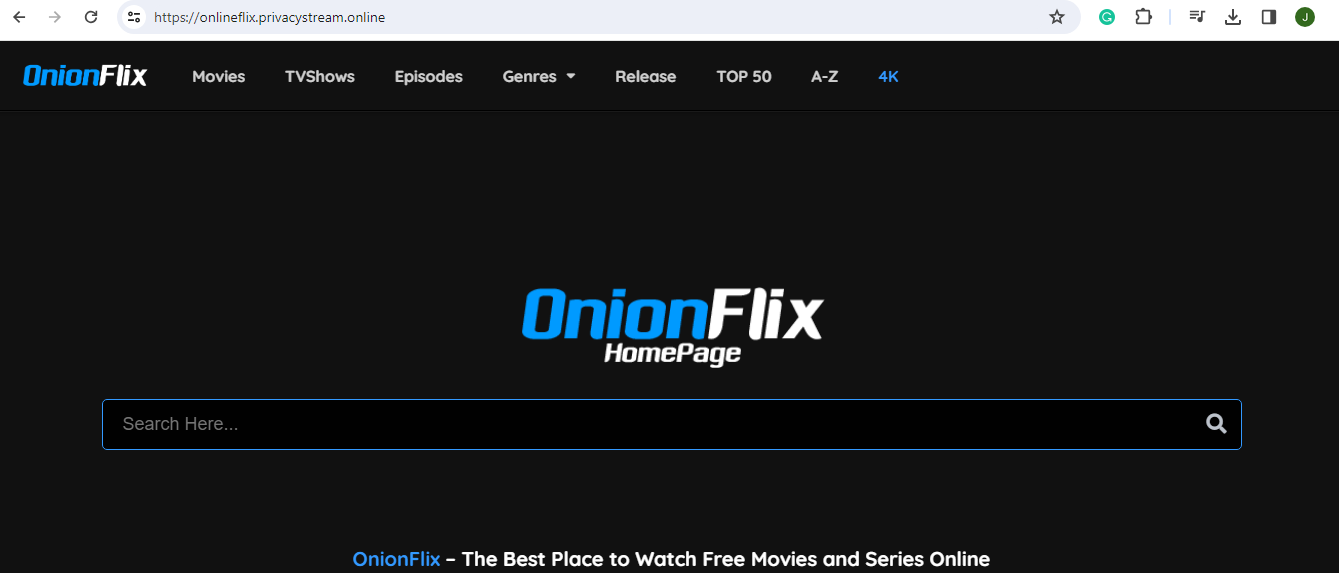 https://onlineflix.privacystream.online
G
J
OnionFlix Movies TVShows Episodes Genres Release TOP 50 A-Z 4K
OnionFlix
HomePage
Search Here...
OnionFlix – The Best Place to Watch Free Movies and Series Online